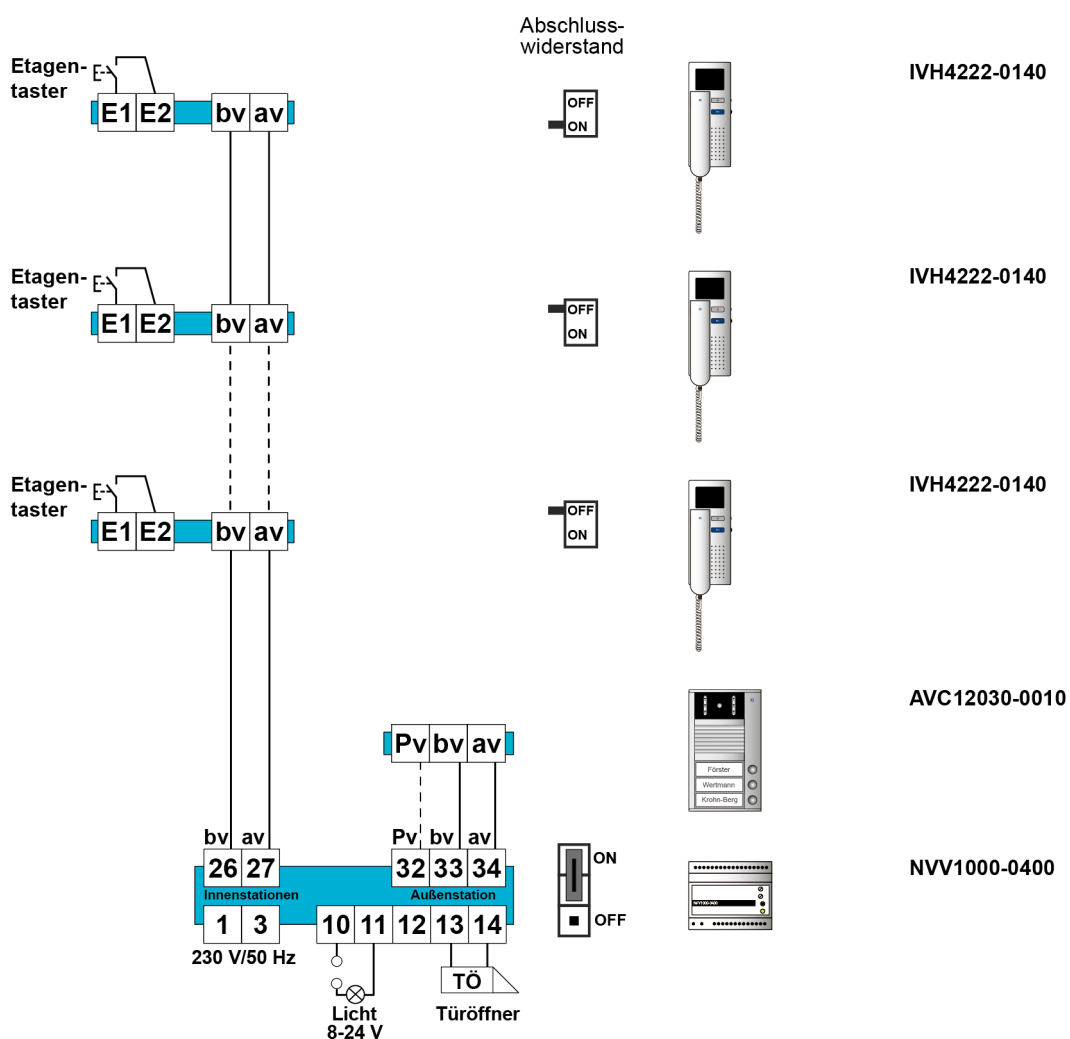 Abschluss-
widerstand
Etagen-
taster
E1 E2 bv av
OFF
ON
IVH4222-0140
Etagen-
taster
E1 E2 bv av
OFF
ON
IVH4222-0140
Etagen-
taster
E1 E2 bv av
OFF
ON
IVH4222-0140
AVC12030-0010
Förster
Wertmann
Krohn-Berg
Pv bv av
bv av
Pv bv av
26 27
32 33 34
Innenstationen
Außenstation
1 3
10 11 12 13 14
230 V/50 Hz
ON
OFF
NVV1000-0400
NVV1000-0400
TÖ
Licht
8-24 V
Türöffner